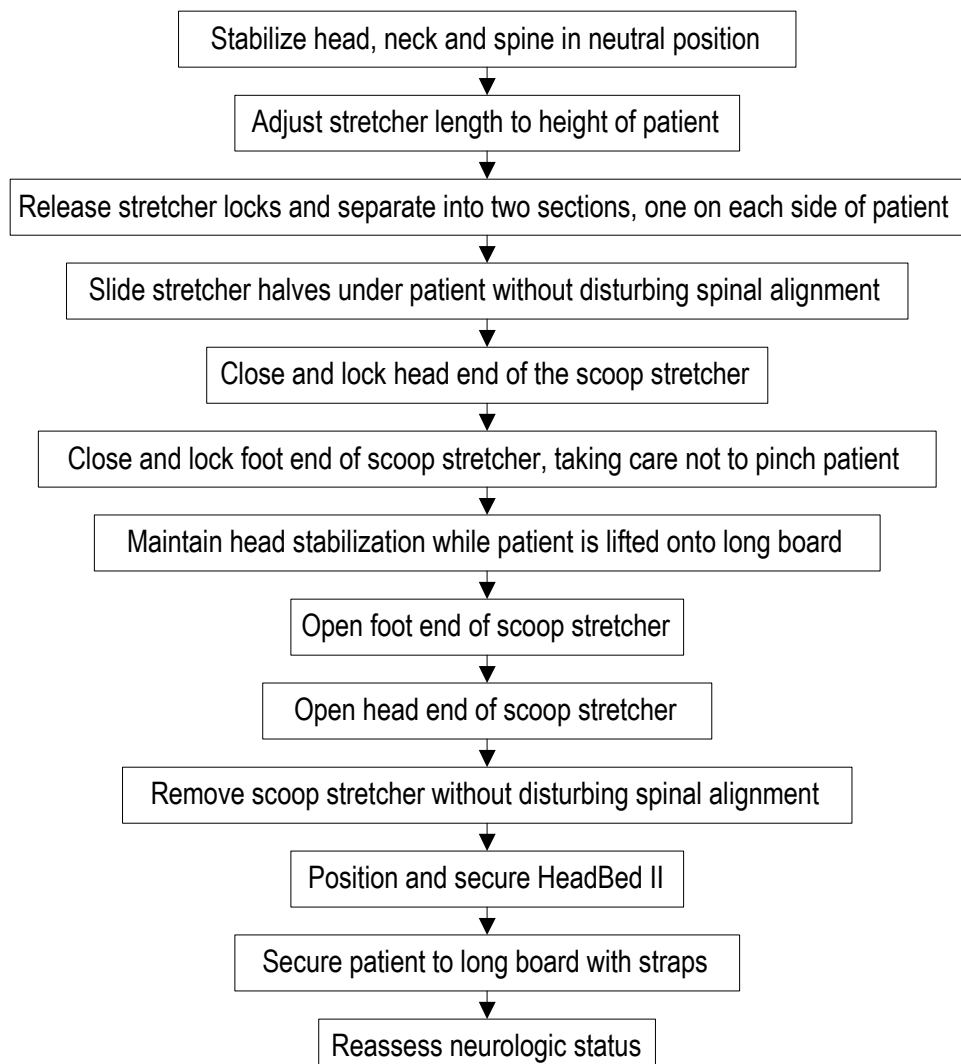 Stabilize head, neck and spine in neutral position
Adjust stretcher length to height of patient
Release stretcher locks and separate into two sections, one on each side of patient
Slide stretcher halves under patient without disturbing spinal alignment
Close and lock head end of the scoop stretcher
Close and lock foot end of scoop stretcher, taking care not to pinch patient
Maintain head stabilization while patient is lifted onto long board
Open foot end of scoop stretcher
Open head end of scoop stretcher
Remove scoop stretcher without disturbing spinal alignment
Position and secure HeadBed II
Secure patient to long board with straps
Reassess neurologic status